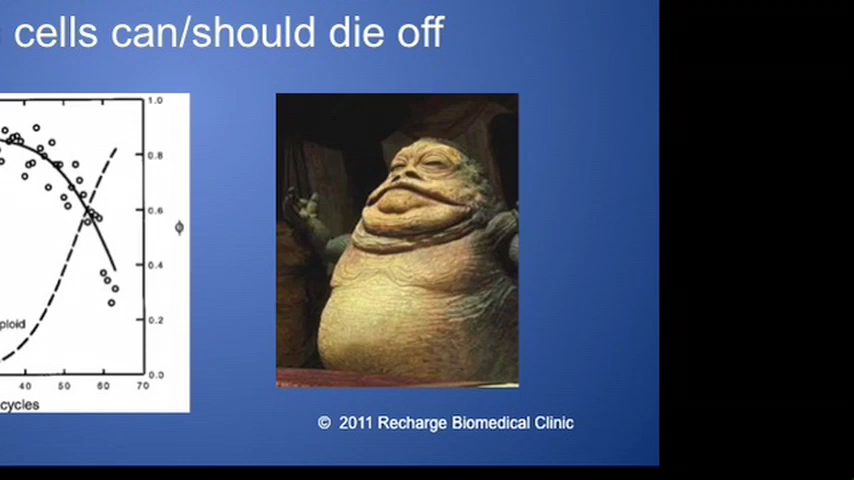 cells can/should die off
1.0
0.8
0.6
ϕ
0.4
ploid
0.2
0.0
40 50 60 70
cycles
© 2011 Recharge Biomedical Clinic